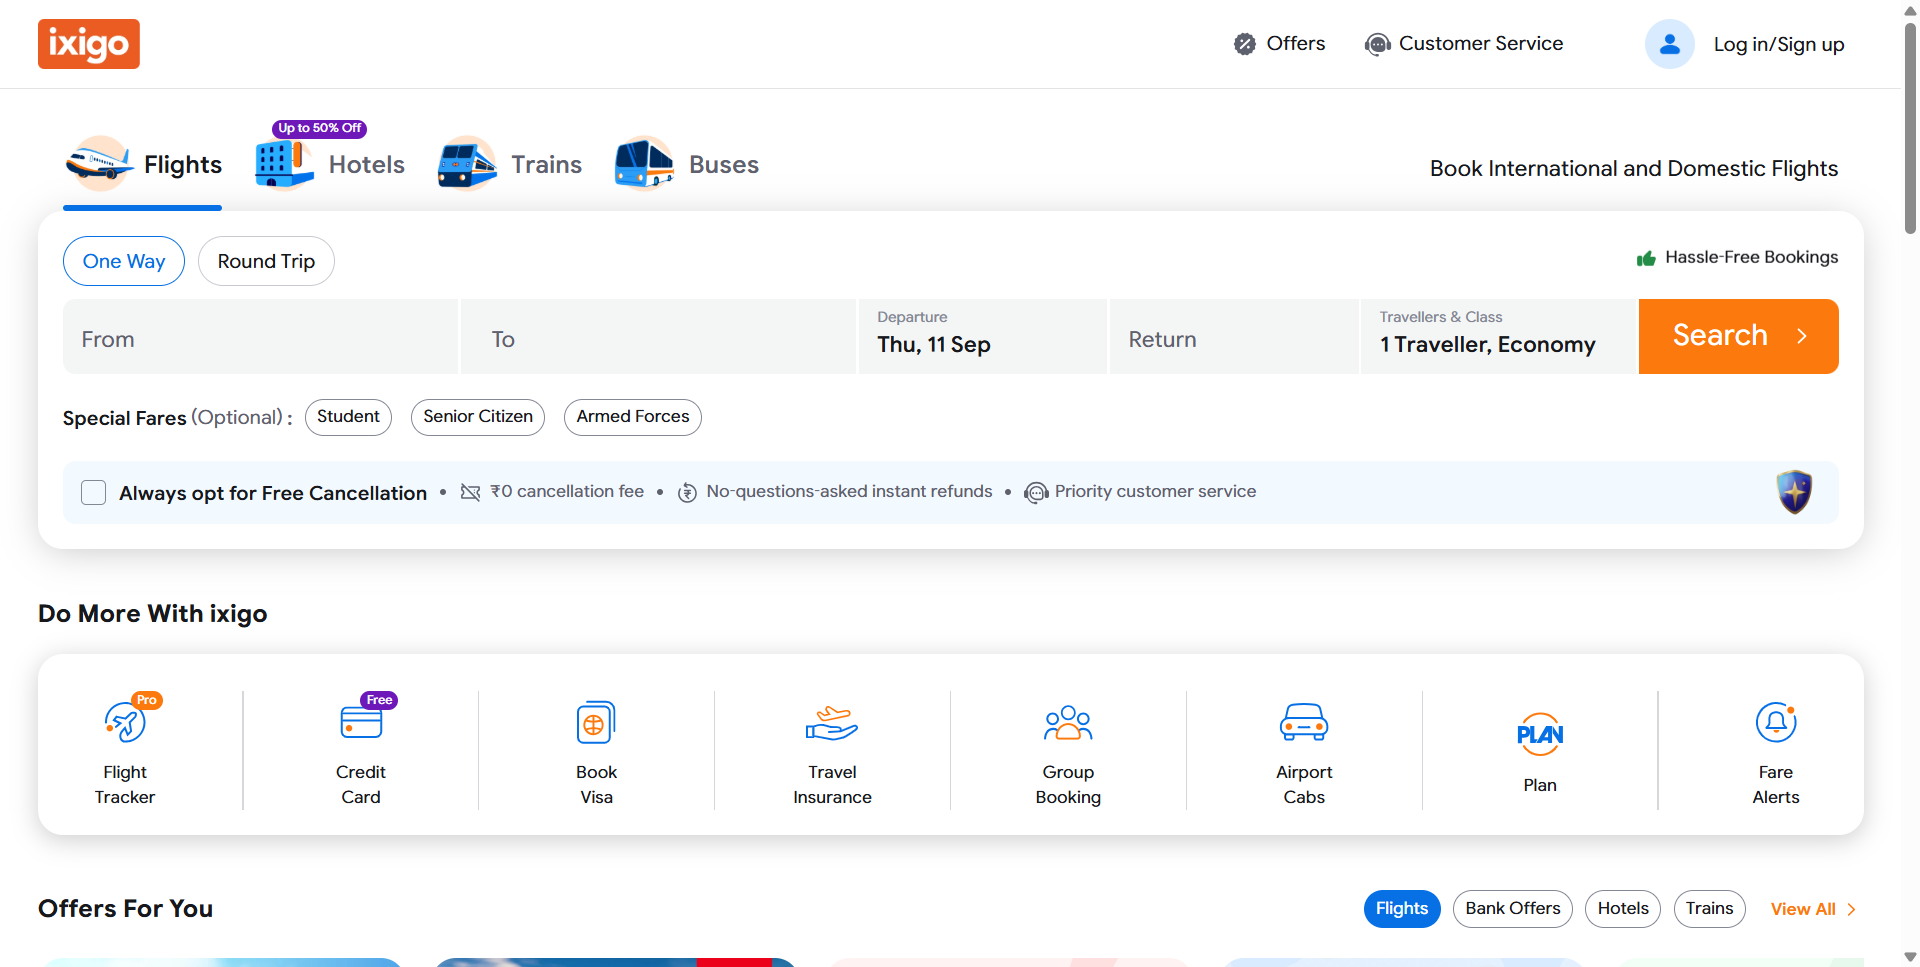 ixigo
Offers
Customer Service
Log in/Sign up
Flights
Up to 50% Off
Hotels
Trains
Buses
Book International and Domestic Flights
One Way
Round Trip
Hassle-Free Bookings
From
To
Departure
Thu, 11 Sep
Return
Travellers & Class
1 Traveller, Economy
Search
Special Fares (Optional) :
Student
Senior Citizen
Armed Forces
Always opt for Free Cancellation • ₹0 cancellation fee • No-questions-asked instant refunds • Priority customer service
Do More With ixigo
Pro
Flight
Tracker
Free
Credit
Card
Book
Visa
Travel
Insurance
Group
Booking
Airport
Cabs
PLAN
Plan
Fare
Alerts
Offers For You
Flights
Bank Offers
Hotels
Trains
View All